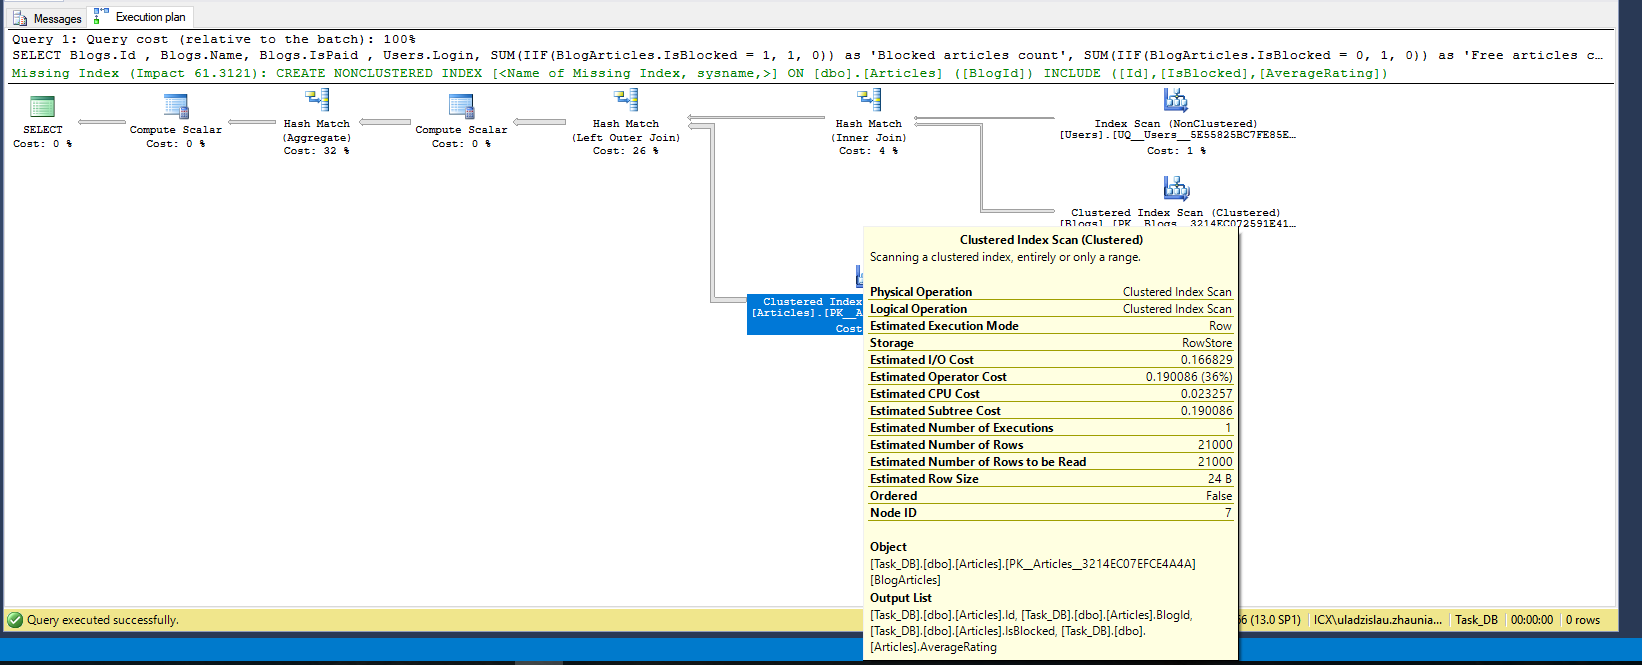 Messages
Execution plan
Query 1: Query cost (relative to the batch): 100%
SELECT Blogs.Id , Blogs.Name, Blogs.IsPaid , Users.Login, SUM(IIF(BlogArticles.IsBlocked = 1, 1, 0)) as 'Blocked articles count', SUM(IIF(BlogArticles.IsBlocked = 0, 1, 0)) as 'Free articles c…
Missing Index (Impact 61.3121): CREATE NONCLUSTERED INDEX [<Name of Missing Index, sysname,>] ON [dbo].[Articles] ([BlogId]) INCLUDE ([Id],[IsBlocked],[AverageRating])
SELECT
Cost: 0 %
Compute Scalar
Cost: 0 %
Hash Match
(Aggregate)
Cost: 32 %
Compute Scalar
Cost: 0 %
Hash Match
(Left Outer Join)
Cost: 26 %
Hash Match
(Inner Join)
Cost: 4 %
Index Scan (NonClustered)
[Users].[UQ__Users__5E55825BC7FE85E…
Cost: 1 %
Clustered Index Scan (Clustered)
[Blogs].[PK__Blogs__3214EC072591E41…
Clustered Index
[Articles].[PK__A
Cost
Clustered Index Scan (Clustered)
Scanning a clustered index, entirely or only a range.
Physical Operation Clustered Index Scan
Logical Operation Clustered Index Scan
Estimated Execution Mode Row
Storage RowStore
Estimated I/O Cost 0.166829
Estimated Operator Cost 0.190086 (36%)
Estimated CPU Cost 0.023257
Estimated Subtree Cost 0.190086
Estimated Number of Executions 1
Estimated Number of Rows 21000
Estimated Number of Rows to be Read 21000
Estimated Row Size 24 B
Ordered False
Node ID 7
Object
[Task_DB].[dbo].[Articles].[PK__Articles__3214EC07EFCE4A4A]
[BlogArticles]
Output List
[Task_DB].[dbo].[Articles].Id, [Task_DB].[dbo].[Articles].BlogId,
[Task_DB].[dbo].[Articles].IsBlocked, [Task_DB].[dbo].
[Articles].AverageRating
Query executed successfully.
6 (13.0 SP1)
ICX\uladzislau.zhaunia...
Task_DB
00:00:00
0 rows